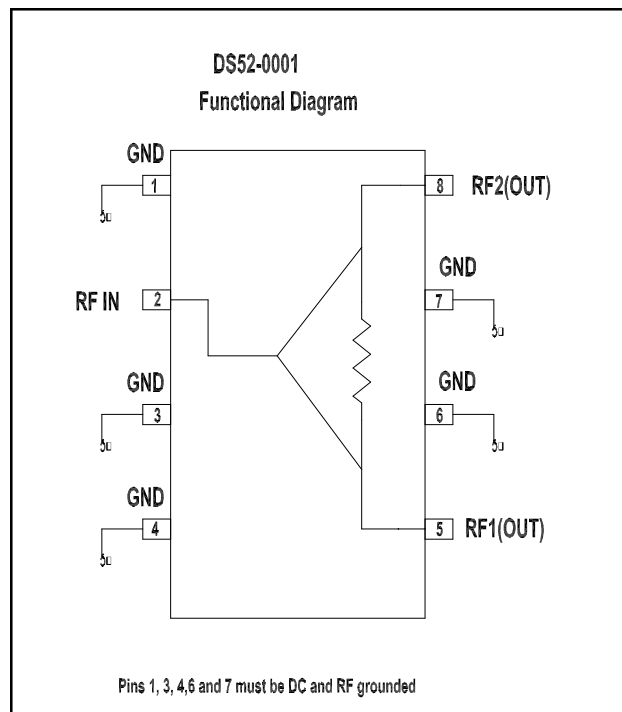 DS52-0001
Functional Diagram
GND
1
8
RF2(OUT)
RF IN
2
GND
7
GND
3
GND
6
GND
4
5
RF1(OUT)
Pins 1, 3, 4,6 and 7 must be DC and RF grounded